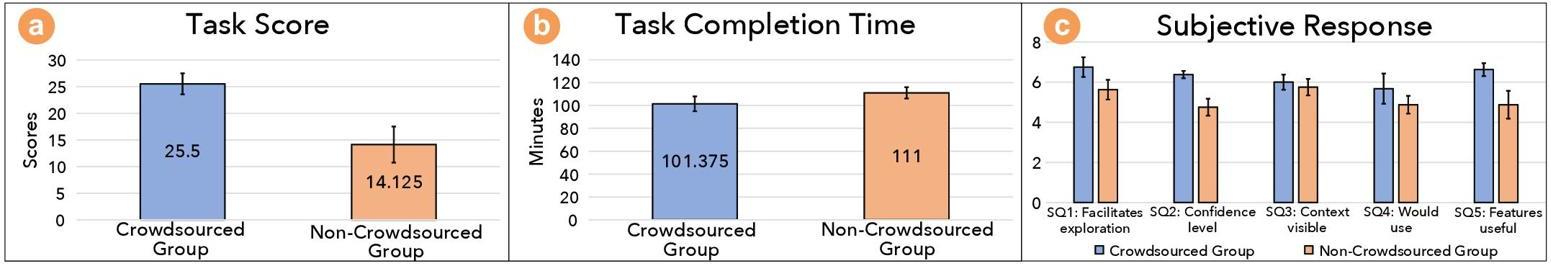 a
Task Score
30
25
20
15
10
5
0
Scores
25.5
14.125
Crowdsourced
Group
Non-Crowdsourced
Group
b
Task Completion Time
140
120
100
80
60
40
20
0
Minutes
101.375
111
Crowdsourced
Group
Non-Crowdsourced
Group
c
Subjective Response
8
6
4
2
0
SQ1: Facilitates
exploration
SQ2: Confidence
level
SQ3: Context
visible
SQ4: Would
use
SQ5: Features
useful
Crowdsourced Group
Non-Crowdsourced Group